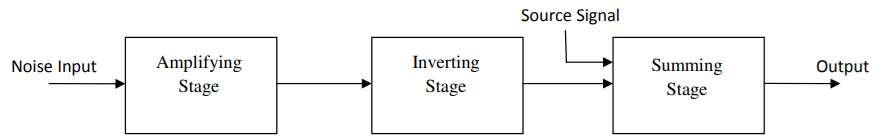 Source Signal
Noise Input
Amplifying
Stage
Inverting
Stage
Summing
Stage
Output